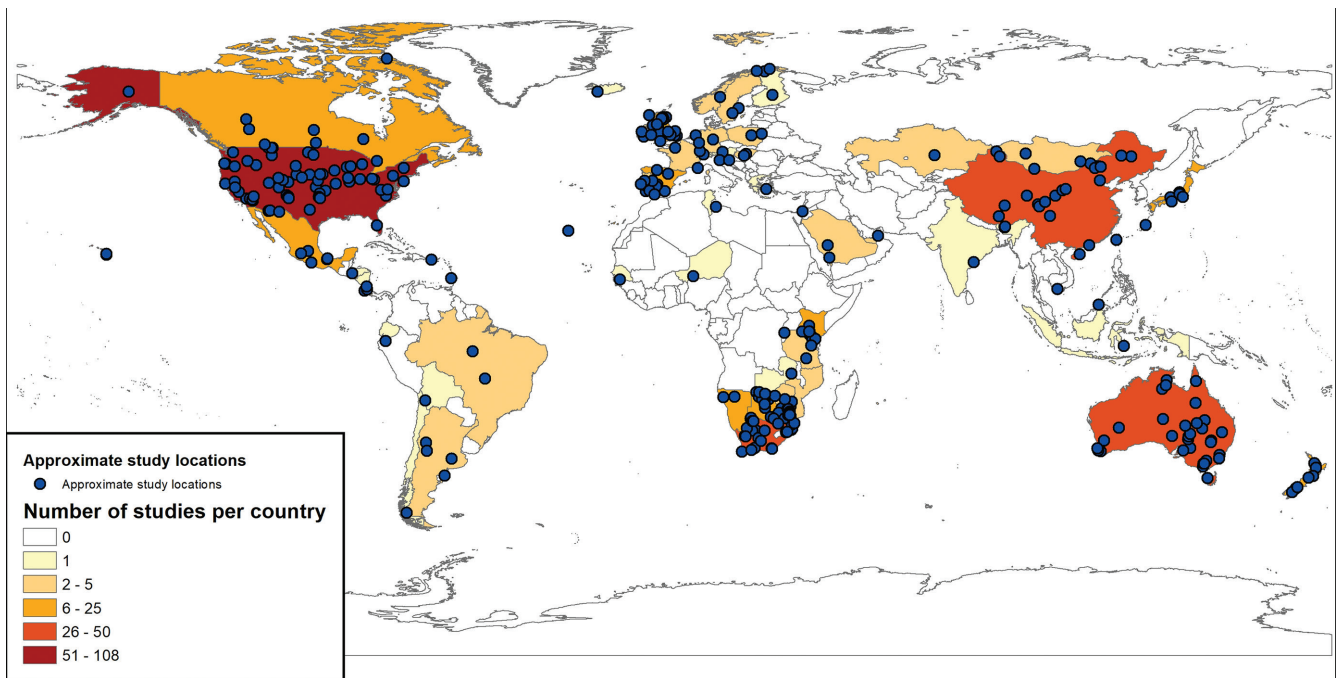 Approximate study locations
Approximate study locations
Number of studies per country
0
1
2 - 5
6 - 25
26 - 50
51 - 108